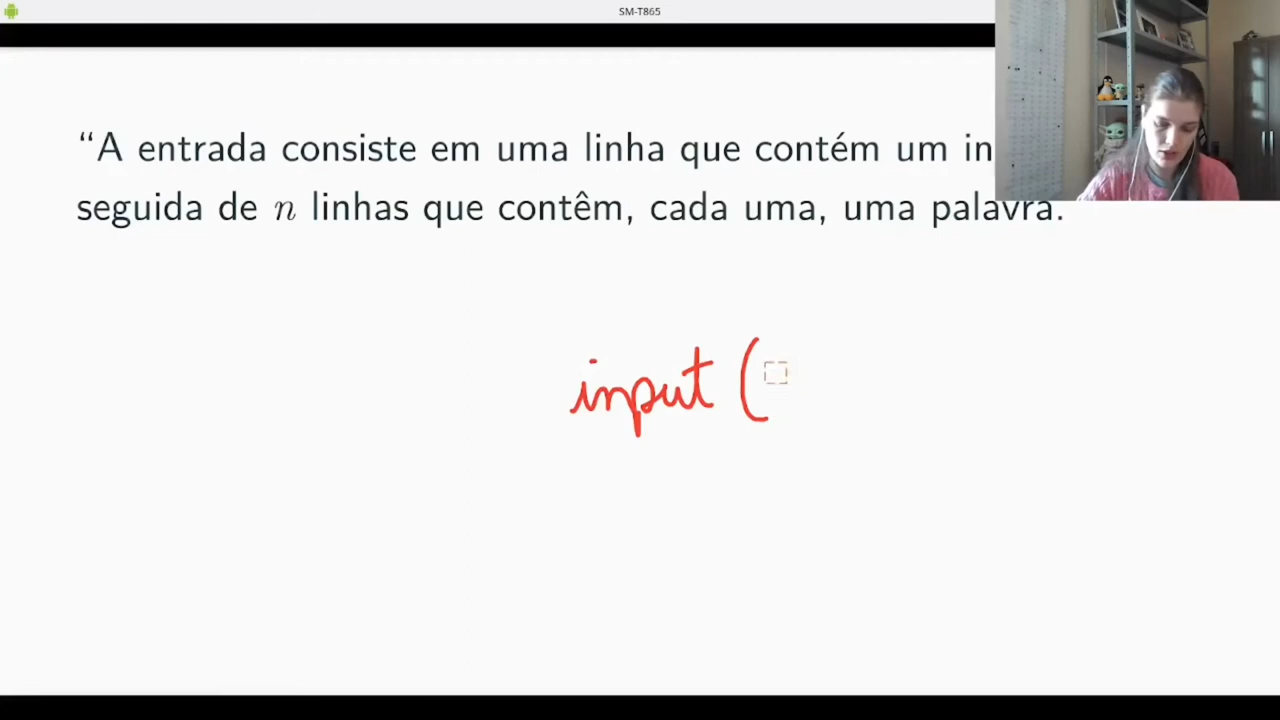 SM-T865
“A entrada consiste em uma linha que contém um
seguida de n linhas que contêm, cada uma, uma palavra.
input (